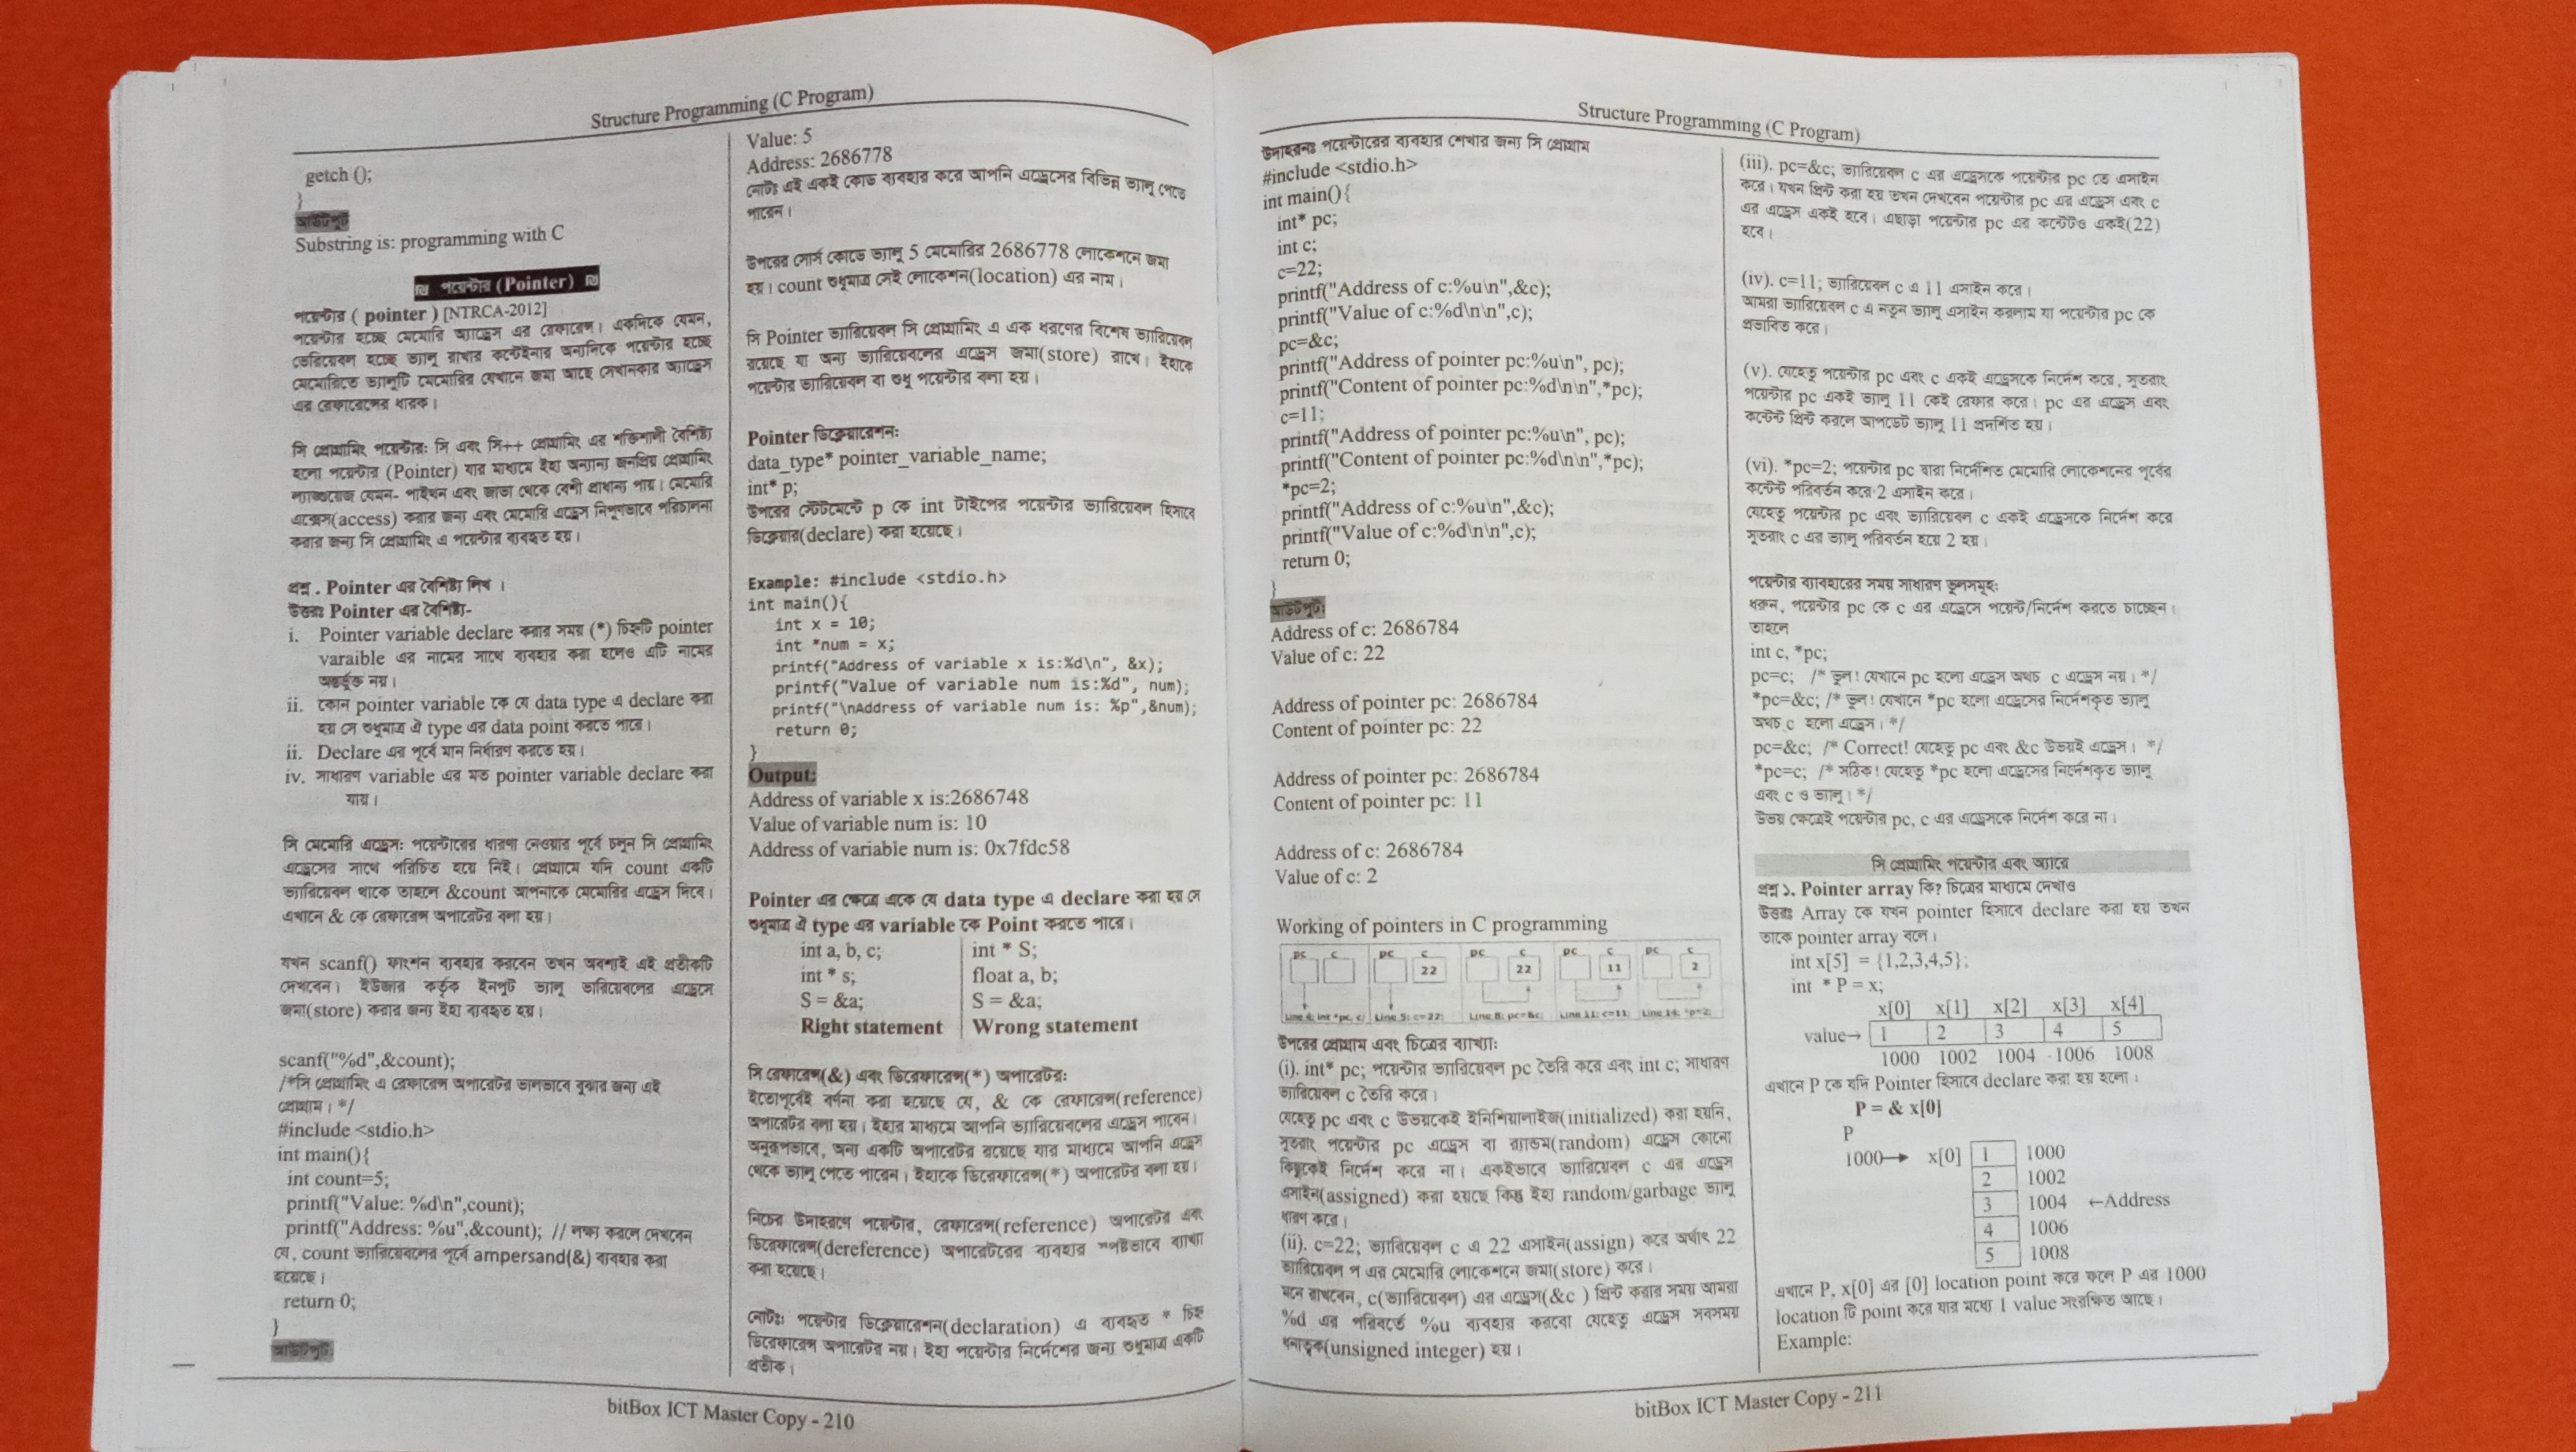 Structure Programming (C Program)
getch ();
}
আউটপুট
Substring is: programming with C
পয়েন্টার (Pointer)
পয়েন্টার ( pointer ) [NTRCA-2012]
পয়েন্টার হচ্ছে মেমোরি অ্যাড্রেস এর রেফারেন্স। একদিকে যেমন,
ভেরিয়েবল হচ্ছে ভ্যালু রাখার কন্টেইনার অন্যদিকে পয়েন্টার হচ্ছে
মেমোরিতে ভ্যালুটি মেমোরির যেখানে জমা আছে সেখানকার অ্যাড্রেস
এর রেফারেন্সের ধারক।
সি প্রোগ্রামিং পয়েন্টার: সি এবং সি++ প্রোগ্রামিং এর শক্তিশালী বৈশিষ্ট্য
হলো পয়েন্টার (Pointer) যার মাধ্যমে ইহা অন্যান্য জনপ্রিয় প্রোগ্রামিং
ল্যাঙ্গুয়েজ যেমন- পাইথন এবং জাভা থেকে বেশী প্রাধান্য পায়। মেমোরি
এক্সেস(access) করার জন্য এবং মেমোরি এড্রেস নিপুণভাবে পরিচালনা
করার জন্য সি প্রোগ্রামিং এ পয়েন্টার ব্যবহৃত হয়।
প্রশ্ন . Pointer এর বৈশিষ্ট্য লিখ ।
উত্তরঃ Pointer এর বৈশিষ্ট্য-
i. Pointer variable declare করার সময় (*) চিহ্নটি pointer
varaible এর নামের সাথে ব্যবহার করা হলেও এটি নামের
অন্তর্ভূক্ত নয়।
ii. কোন pointer variable কে যে data type এ declare করা
হয় সে শুধুমাত্র ঐ type এর data point করতে পারে।
ii. Declare এর পূর্বে মান নির্ধারণ করতে হয়।
iv. সাধারণ variable এর মত pointer variable declare করা
যায়।
সি মেমোরি এড্রেস: পয়েন্টারের ধারণা নেওয়ার পূর্বে চলুন সি প্রোগ্রামিং
এড্রেসের সাথে পরিচিত হয়ে নিই। প্রোগ্রামে যদি count একটি
ভ্যারিয়েবল থাকে তাহলে &count আপনাকে মেমোরির এড্রেস দিবে।
এখানে & কে রেফারেন্স অপারেটর বলা হয়।
যখন scanf() ফাংশন ব্যবহার করবেন তখন অবশ্যই এই প্রতীকটি
দেখবেন। ইউজার কর্তৃক ইনপুট ভ্যালু ভারিয়েবলের এড্রেসে
জমা(store) করার জন্য ইহা ব্যবহৃত হয়।
scanf("%d",&count);
/*সি প্রোগ্রামিং এ রেফারেন্স অপারেটর ভালভাবে বুঝার জন্য এই
প্রোগ্রাম। */
#include <stdio.h>
int main(){
int count=5;
printf("Value: %d\n",count);
printf("Address: %u",&count); // লক্ষ্য করলে দেখবেন
যে, count ভ্যারিয়েবলের পূর্বে ampersand(&) ব্যবহার করা
হয়েছে।
return 0;
}
আউটপুট:
Value: 5
Address: 2686778
নোটঃ এই একই কোড ব্যবহার করে আপনি এড্রেসের বিভিন্ন ভ্যালু পেতে
পারেন।
উপরের সোর্স কোডে ভ্যালু 5 মেমোরির 2686778 লোকেশনে জমা
হয়। count শুধুমাত্র সেই লোকেশন(location) এর নাম।
সি Pointer ভ্যারিয়েবল সি প্রোগ্রামিং এ এক ধরণের বিশেষ ভ্যারিয়েবল
রয়েছে যা অন্য ভ্যারিয়েবলের এড্রেস জমা(store) রাখে। ইহাকে
পয়েন্টার ভ্যারিয়েবল বা শুধু পয়েন্টার বলা হয়।
Pointer ডিক্লেয়ারেশন:
data_type* pointer_variable_name;
int* p;
উপরের স্টেটমেন্টে p কে int টাইপের পয়েন্টার ভ্যারিয়েবল হিসাবে
ডিক্লেয়ার(declare) করা হয়েছে।
Example: #include <stdio.h>
int main(){
int x = 10;
int *num = x;
printf("Address of variable x is:%d\n", &x);
printf("Value of variable num is:%d", num);
printf("\nAddress of variable num is: %p",&num);
return 0;
}
Output:
Address of variable x is:2686748
Value of variable num is: 10
Address of variable num is: 0x7fdc58
Pointer এর ক্ষেত্রে একে যে data type এ declare করা হয় সে
শুধুমাত্র ঐ type এর variable কে Point করতে পারে।
int a, b, c; int * S;
int * s; float a, b;
S = &a; S = &a;
Right statement Wrong statement
সি রেফারেন্স(&) এবং ডিরেফারেন্স(*) অপারেটর:
ইতোপূর্বেই বর্ণনা করা হয়েছে যে, & কে রেফারেন্স(reference)
অপারেটর বলা হয়। ইহার মাধ্যমে আপনি ভ্যারিয়েবলের এড্রেস পাবেন।
অনুরূপভাবে, অন্য একটি অপারেটর রয়েছে যার মাধ্যমে আপনি এড্রেস
থেকে ভ্যালু পেতে পারেন। ইহাকে ডিরেফারেন্স(*) অপারেটর বলা হয়।
নিচের উদাহরণে পয়েন্টার, রেফারেন্স(reference) অপারেটর এবং
ডিরেফারেন্স(dereference) অপারেটরের ব্যবহার স্পষ্টভাবে ব্যাখ্যা
করা হয়েছে।
নোটঃ পয়েন্টার ডিক্লেয়ারেশন(declaration) এ ব্যবহৃত * চিহ্ন
ডিরেফারেন্স অপারেটর নয়। ইহা পয়েন্টার নির্দেশের জন্য শুধুমাত্র একটি
প্রতীক।
bitBox ICT Master Copy - 210
Structure Programming (C Program)
উদাহরনঃ পয়েন্টারের ব্যবহার শেখার জন্য সি প্রোগ্রাম
#include <stdio.h>
int main(){
int* pc;
int c;
c=22;
printf("Address of c:%u\n",&c);
printf("Value of c:%d\n\n",c);
pc=&c;
printf("Address of pointer pc:%u\n", pc);
printf("Content of pointer pc:%d\n\n",*pc);
c=11;
printf("Address of pointer pc:%u\n", pc);
printf("Content of pointer pc:%d\n\n",*pc);
*pc=2;
printf("Address of c:%u\n",&c);
printf("Value of c:%d\n\n",c);
return 0;
}
আউটপুট:
Address of c: 2686784
Value of c: 22
Address of pointer pc: 2686784
Content of pointer pc: 22
Address of pointer pc: 2686784
Content of pointer pc: 11
Address of c: 2686784
Value of c: 2
Working of pointers in C programming
pc c pc c pc c pc c pc c
22 22 11 2
Line 4: int *pc, c; Line 5: c=22; Line 8: pc=&c; Line 11: c=11; Line 14: *p=2;
উপরের প্রোগ্রাম এবং চিত্রের ব্যাখ্যা:
(i). int* pc; পয়েন্টার ভ্যারিয়েবল pc তৈরি করে এবং int c; সাধারণ
ভ্যারিয়েবল c তৈরি করে।
যেহেতু pc এবং c উভয়কেই ইনিশিয়ালাইজ(initialized) করা হয়নি,
সুতরাং পয়েন্টার pc এড্রেস বা র‍্যান্ডম(random) এড্রেস কোনো
কিছুকেই নির্দেশ করে না। একইভাবে ভ্যারিয়েবল c এর এড্রেস
এসাইন(assigned) করা হয়ছে কিন্তু ইহা random/garbage ভ্যালু
ধারণ করে।
(ii). c=22; ভ্যারিয়েবল c এ 22 এসাইন(assign) করে অর্থাৎ 22
ভ্যারিয়েবল প এর মেমোরি লোকেশনে জমা(store) করে।
মনে রাখবেন, c(ভ্যারিয়েবল) এর এড্রেস(&c ) প্রিন্ট করার সময় আমরা
%d এর পরিবর্তে %u ব্যবহার করবো যেহেতু এড্রেস সবসময়
ধনাত্বক(unsigned integer) হয়।
(iii). pc=&c; ভ্যারিয়েবল c এর এড্রেসকে পয়েন্টার pc তে এসাইন
করে। যখন প্রিন্ট করা হয় তখন দেখবেন পয়েন্টার pc এর এড্রেস এবং c
এর এড্রেস একই হবে। এছাড়া পয়েন্টার pc এর কন্টেন্টও একই(22)
হবে।
(iv). c=11; ভ্যারিয়েবল c এ 11 এসাইন করে।
আমরা ভ্যারিয়েবল c এ নতুন ভ্যালু এসাইন করলাম যা পয়েন্টার pc কে
প্রভাবিত করে।
(v). যেহেতু পয়েন্টার pc এবং c একই এড্রেসকে নির্দেশ করে, সুতরাং
পয়েন্টার pc একই ভ্যালু 11 কেই রেফার করে। pc এর এড্রেস এবং
কন্টেন্ট প্রিন্ট করলে আপডেট ভ্যালু 11 প্রদর্শিত হয়।
(vi). *pc=2; পয়েন্টার pc দ্বারা নির্দেশিত মেমোরি লোকেশনের পূর্বের
কন্টেন্ট পরিবর্তন করে 2 এসাইন করে।
যেহেতু পয়েন্টার pc এবং ভ্যারিয়েবল c একই এড্রেসকে নির্দেশ করে
সুতরাং c এর ভ্যালু পরিবর্তন হয়ে 2 হয়।
পয়েন্টার ব্যাবহারের সময় সাধারণ ভুলসমূহ:
ধরুন, পয়েন্টার pc কে c এর এড্রেসে পয়েন্ট/নির্দেশ করতে চাচ্ছেন।
তাহলে
int c, *pc;
pc=c; /* ভুল! যেখানে pc হলো এড্রেস অথচ c এড্রেস নয়। */
*pc=&c; /* ভুল! যেখানে *pc হলো এড্রেসের নির্দেশকৃত ভ্যালু
অথচ c হলো এড্রেস। */
pc=&c; /* Correct! যেহেতু pc এবং &c উভয়ই এড্রেস। */
*pc=c; /* সঠিক! যেহেতু *pc হলো এড্রেসের নির্দেশকৃত ভ্যালু
এবং c ও ভ্যালু। */
উভয় ক্ষেত্রেই পয়েন্টার pc, c এর এড্রেসকে নির্দেশ করে না।
সি প্রোগ্রামিং পয়েন্টার এবং অ্যারে
প্রশ্ন ১. Pointer array কি? চিত্রের মাধ্যমে দেখাও
উত্তরঃ Array কে যখন pointer হিসাবে declare করা হয় তখন
তাকে pointer array বলে।
int x[5] = {1,2,3,4,5};
int * P = x;
x[0] x[1] x[2] x[3] x[4]
value→ 1 2 3 4 5
1000 1002 1004 1006 1008
এখানে P কে যদি Pointer হিসাবে declare করা হয় হলো।
P = & x[0]
P
1000→ x[0] 1 1000
2 1002
3 1004 ←Address
4 1006
5 1008
এখানে P, x[0] এর [0] location point করে ফলে P এর 1000
location টি point করে যার মধ্যে 1 value সংরক্ষিত আছে।
Example:
bitBox ICT Master Copy - 211